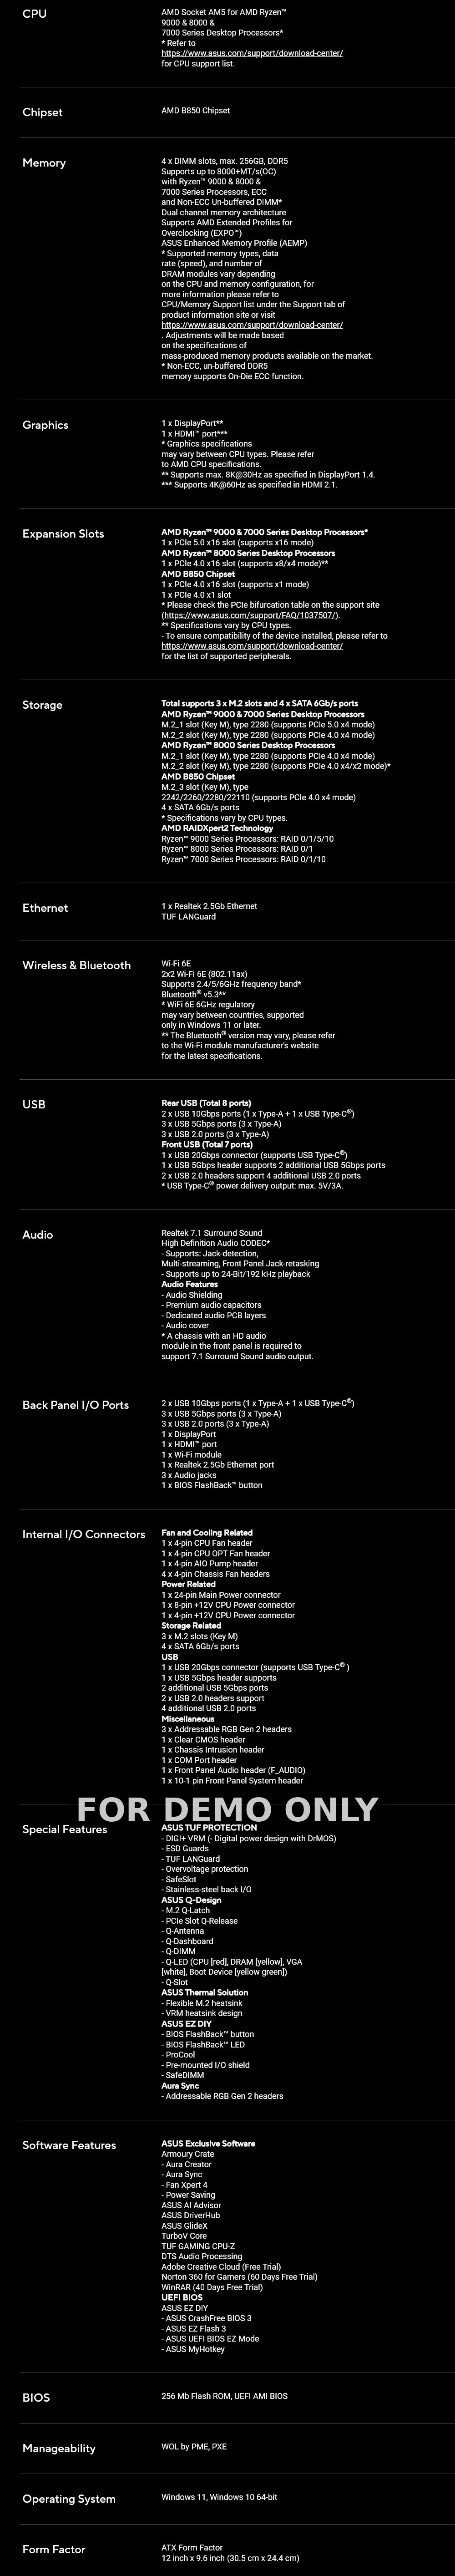 CPU
AMD Socket AM5 for AMD Ryzen™
9000 & 8000 &
7000 Series Desktop Processors*
* Refer to
https://www.asus.com/support/download-center/
for CPU support list.
Chipset
AMD B850 Chipset
Memory
4 x DIMM slots, max. 256GB, DDR5
Supports up to 8000+MT/s(OC)
with Ryzen™ 9000 & 8000 &
7000 Series Processors, ECC
and Non-ECC Un-buffered DIMM*
Dual channel memory architecture
Supports AMD Extended Profiles for
Overclocking (EXPO™)
ASUS Enhanced Memory Profile (AEMP)
* Supported memory types, data
rate (speed), and number of
DRAM modules vary depending
on the CPU and memory configuration, for
more information please refer to
CPU/Memory Support list under the Support tab of
product information site or visit
https://www.asus.com/support/download-center/
. Adjustments will be made based
on the specifications of
mass-produced memory products available on the market.
* Non-ECC, un-buffered DDR5
memory supports On-Die ECC function.
Graphics
1 x DisplayPort**
1 x HDMI™ port***
* Graphics specifications
may vary between CPU types. Please refer
to AMD CPU specifications.
** Supports max. 8K@30Hz as specified in DisplayPort 1.4.
*** Supports 4K@60Hz as specified in HDMI 2.1.
Expansion Slots
AMD Ryzen™ 9000 & 7000 Series Desktop Processors*
1 x PCIe 5.0 x16 slot (supports x16 mode)
AMD Ryzen™ 8000 Series Desktop Processors
1 x PCIe 4.0 x16 slot (supports x8/x4 mode)**
AMD B850 Chipset
1 x PCIe 4.0 x16 slot (supports x1 mode)
1 x PCIe 4.0 x1 slot
* Please check the PCIe bifurcation table on the support site
(https://www.asus.com/support/FAQ/1037507/).
** Specifications vary by CPU types.
- To ensure compatibility of the device installed, please refer to
https://www.asus.com/support/download-center/
for the list of supported peripherals.
Storage
Total supports 3 x M.2 slots and 4 x SATA 6Gb/s ports
AMD Ryzen™ 9000 & 7000 Series Desktop Processors
M.2_1 slot (Key M), type 2280 (supports PCIe 5.0 x4 mode)
M.2_2 slot (Key M), type 2280 (supports PCIe 4.0 x4 mode)
AMD Ryzen™ 8000 Series Desktop Processors
M.2_1 slot (Key M), type 2280 (supports PCIe 4.0 x4 mode)
M.2_2 slot (Key M), type 2280 (supports PCIe 4.0 x4/x2 mode)*
AMD B850 Chipset
M.2_3 slot (Key M), type
2242/2260/2280/22110 (supports PCIe 4.0 x4 mode)
4 x SATA 6Gb/s ports
* Specifications vary by CPU types.
AMD RAIDXpert2 Technology
Ryzen™ 9000 Series Processors: RAID 0/1/5/10
Ryzen™ 8000 Series Processors: RAID 0/1
Ryzen™ 7000 Series Processors: RAID 0/1/10
Ethernet
1 x Realtek 2.5Gb Ethernet
TUF LANGuard
Wireless & Bluetooth
Wi-Fi 6E
2x2 Wi-Fi 6E (802.11ax)
Supports 2.4/5/6GHz frequency band*
Bluetooth® v5.3**
* WiFi 6E 6GHz regulatory
may vary between countries, supported
only in Windows 11 or later.
** The Bluetooth® version may vary, please refer
to the Wi-Fi module manufacturer's website
for the latest specifications.
USB
Rear USB (Total 8 ports)
2 x USB 10Gbps ports (1 x Type-A + 1 x USB Type-C®)
3 x USB 5Gbps ports (3 x Type-A)
3 x USB 2.0 ports (3 x Type-A)
Front USB (Total 7 ports)
1 x USB 20Gbps connector (supports USB Type-C®)
1 x USB 5Gbps header supports 2 additional USB 5Gbps ports
2 x USB 2.0 headers support 4 additional USB 2.0 ports
* USB Type-C® power delivery output: max. 5V/3A.
Audio
Realtek 7.1 Surround Sound
High Definition Audio CODEC*
- Supports: Jack-detection,
Multi-streaming, Front Panel Jack-retasking
- Supports up to 24-Bit/192 kHz playback
Audio Features
- Audio Shielding
- Premium audio capacitors
- Dedicated audio PCB layers
- Audio cover
* A chassis with an HD audio
module in the front panel is required to
support 7.1 Surround Sound audio output.
Back Panel I/O Ports
2 x USB 10Gbps ports (1 x Type-A + 1 x USB Type-C®)
3 x USB 5Gbps ports (3 x Type-A)
3 x USB 2.0 ports (3 x Type-A)
1 x DisplayPort
1 x HDMI™ port
1 x Wi-Fi module
1 x Realtek 2.5Gb Ethernet port
3 x Audio jacks
1 x BIOS FlashBack™ button
Internal I/O Connectors
Fan and Cooling Related
1 x 4-pin CPU Fan header
1 x 4-pin CPU OPT Fan header
1 x 4-pin AIO Pump header
4 x 4-pin Chassis Fan headers
Power Related
1 x 24-pin Main Power connector
1 x 8-pin +12V CPU Power connector
1 x 4-pin +12V CPU Power connector
Storage Related
3 x M.2 slots (Key M)
4 x SATA 6Gb/s ports
USB
1 x USB 20Gbps connector (supports USB Type-C® )
1 x USB 5Gbps header supports
2 additional USB 5Gbps ports
2 x USB 2.0 headers support
4 additional USB 2.0 ports
Miscellaneous
3 x Addressable RGB Gen 2 headers
1 x Clear CMOS header
1 x Chassis Intrusion header
1 x COM Port header
1 x Front Panel Audio header (F_AUDIO)
1 x 10-1 pin Front Panel System header
FOR DEMO ONLY
Special Features
ASUS TUF PROTECTION
- DIGI+ VRM (- Digital power design with DrMOS)
- ESD Guards
- TUF LANGuard
- Overvoltage protection
- SafeSlot
- Stainless-steel back I/O
ASUS Q-Design
- M.2 Q-Latch
- PCIe Slot Q-Release
- Q-Antenna
- Q-Dashboard
- Q-DIMM
- Q-LED (CPU [red], DRAM [yellow], VGA
[white], Boot Device [yellow green])
- Q-Slot
ASUS Thermal Solution
- Flexible M.2 heatsink
- VRM heatsink design
ASUS EZ DIY
- BIOS FlashBack™ button
- BIOS FlashBack™ LED
- ProCool
- Pre-mounted I/O shield
- SafeDIMM
Aura Sync
- Addressable RGB Gen 2 headers
Software Features
ASUS Exclusive Software
Armoury Crate
- Aura Creator
- Aura Sync
- Fan Xpert 4
- Power Saving
ASUS AI Advisor
ASUS DriverHub
ASUS GlideX
TurboV Core
TUF GAMING CPU-Z
DTS Audio Processing
Adobe Creative Cloud (Free Trial)
Norton 360 for Gamers (60 Days Free Trial)
WinRAR (40 Days Free Trial)
UEFI BIOS
ASUS EZ DIY
- ASUS CrashFree BIOS 3
- ASUS EZ Flash 3
- ASUS UEFI BIOS EZ Mode
- ASUS MyHotkey
BIOS
256 Mb Flash ROM, UEFI AMI BIOS
Manageability
WOL by PME, PXE
Operating System
Windows 11, Windows 10 64-bit
Form Factor
ATX Form Factor
12 inch x 9.6 inch (30.5 cm x 24.4 cm)